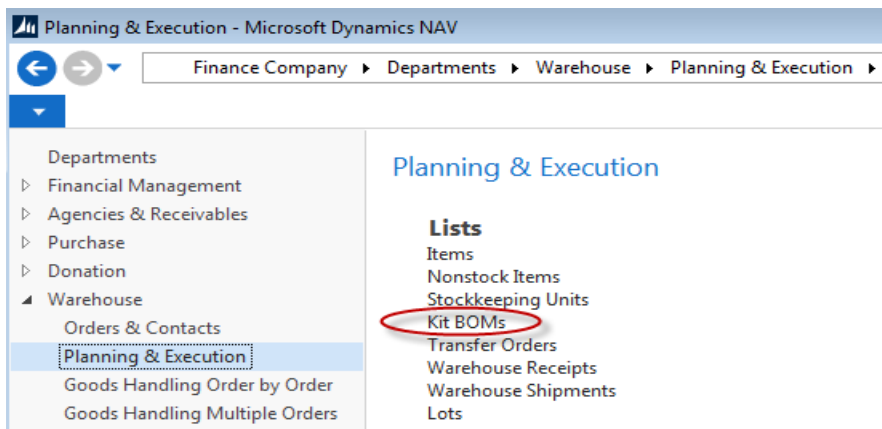 Planning & Execution - Microsoft Dynamics NAV
Finance Company ▸ Departments ▸ Warehouse ▸ Planning & Execution ▸
Departments
Financial Management
Agencies & Receivables
Purchase
Donation
Warehouse
Orders & Contacts
Planning & Execution
Goods Handling Order by Order
Goods Handling Multiple Orders
Planning & Execution
Lists
Items
Nonstock Items
Stockkeeping Units
Kit BOMs
Transfer Orders
Warehouse Receipts
Warehouse Shipments
Lots